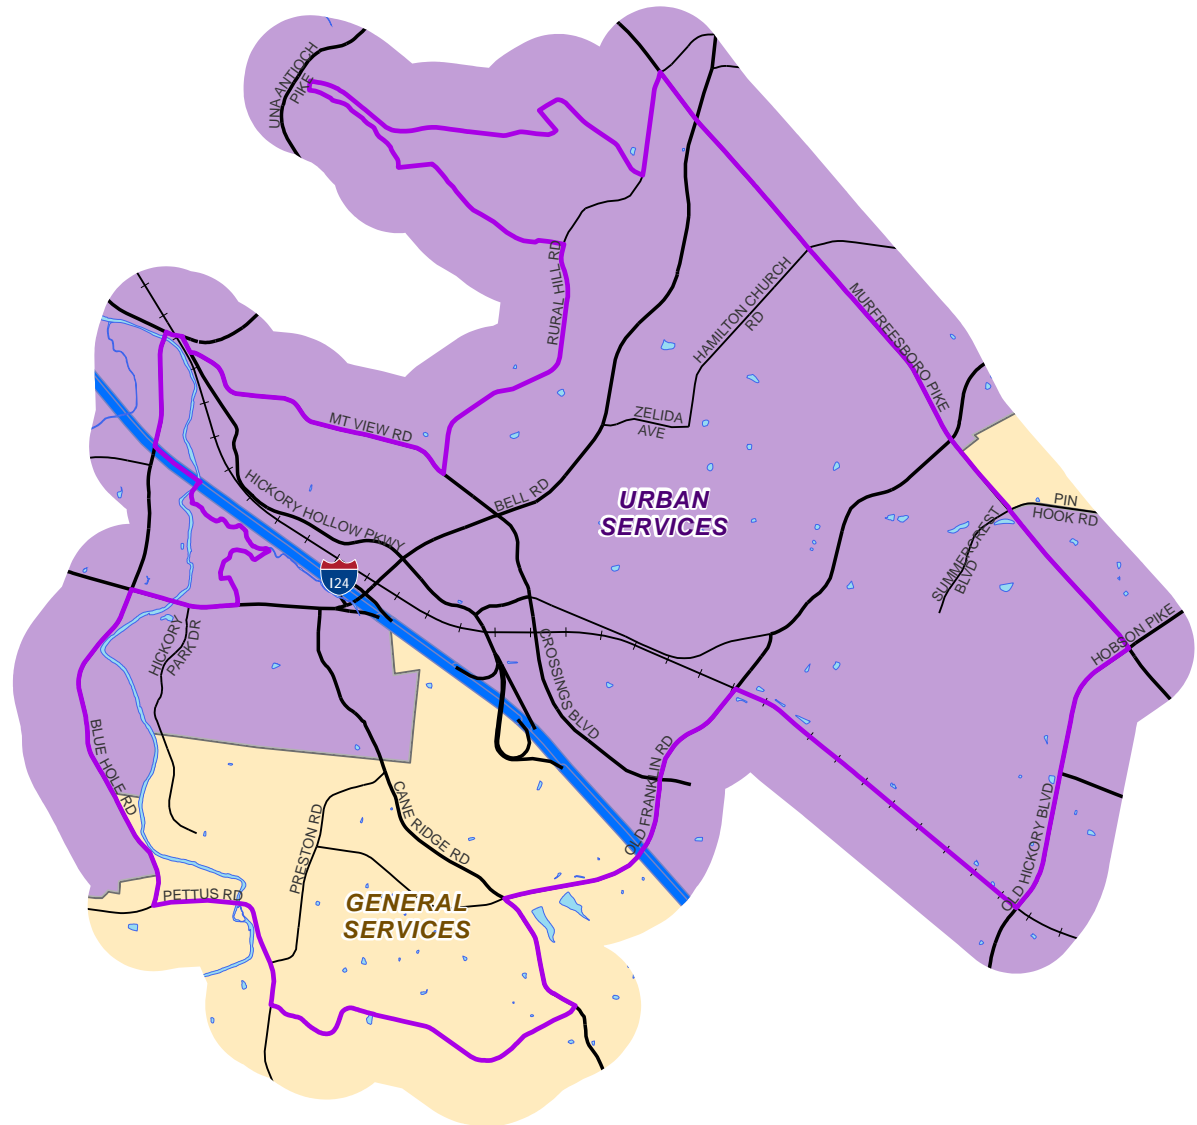 UNA ANTIOCH
PIKE
RURAL HILL RD
HAMILTON CHURCH
RD
MURFREESBORO PIKE
MT VIEW RD
ZELIDA
AVE
HICKORY HOLLOW PKWY
BELL RD
URBAN
SERVICES
PIN
HOOK RD
SUMMERCREST
BLVD
I24
HICKORY
PARK DR
CROSSINGS BLVD
HOBSON PIKE
BLUE HOLE RD
OLD FRANKLIN RD
CANE RIDGE RD
PRESTON RD
OLD HICKORY BLVD
PETTUS RD
GENERAL
SERVICES